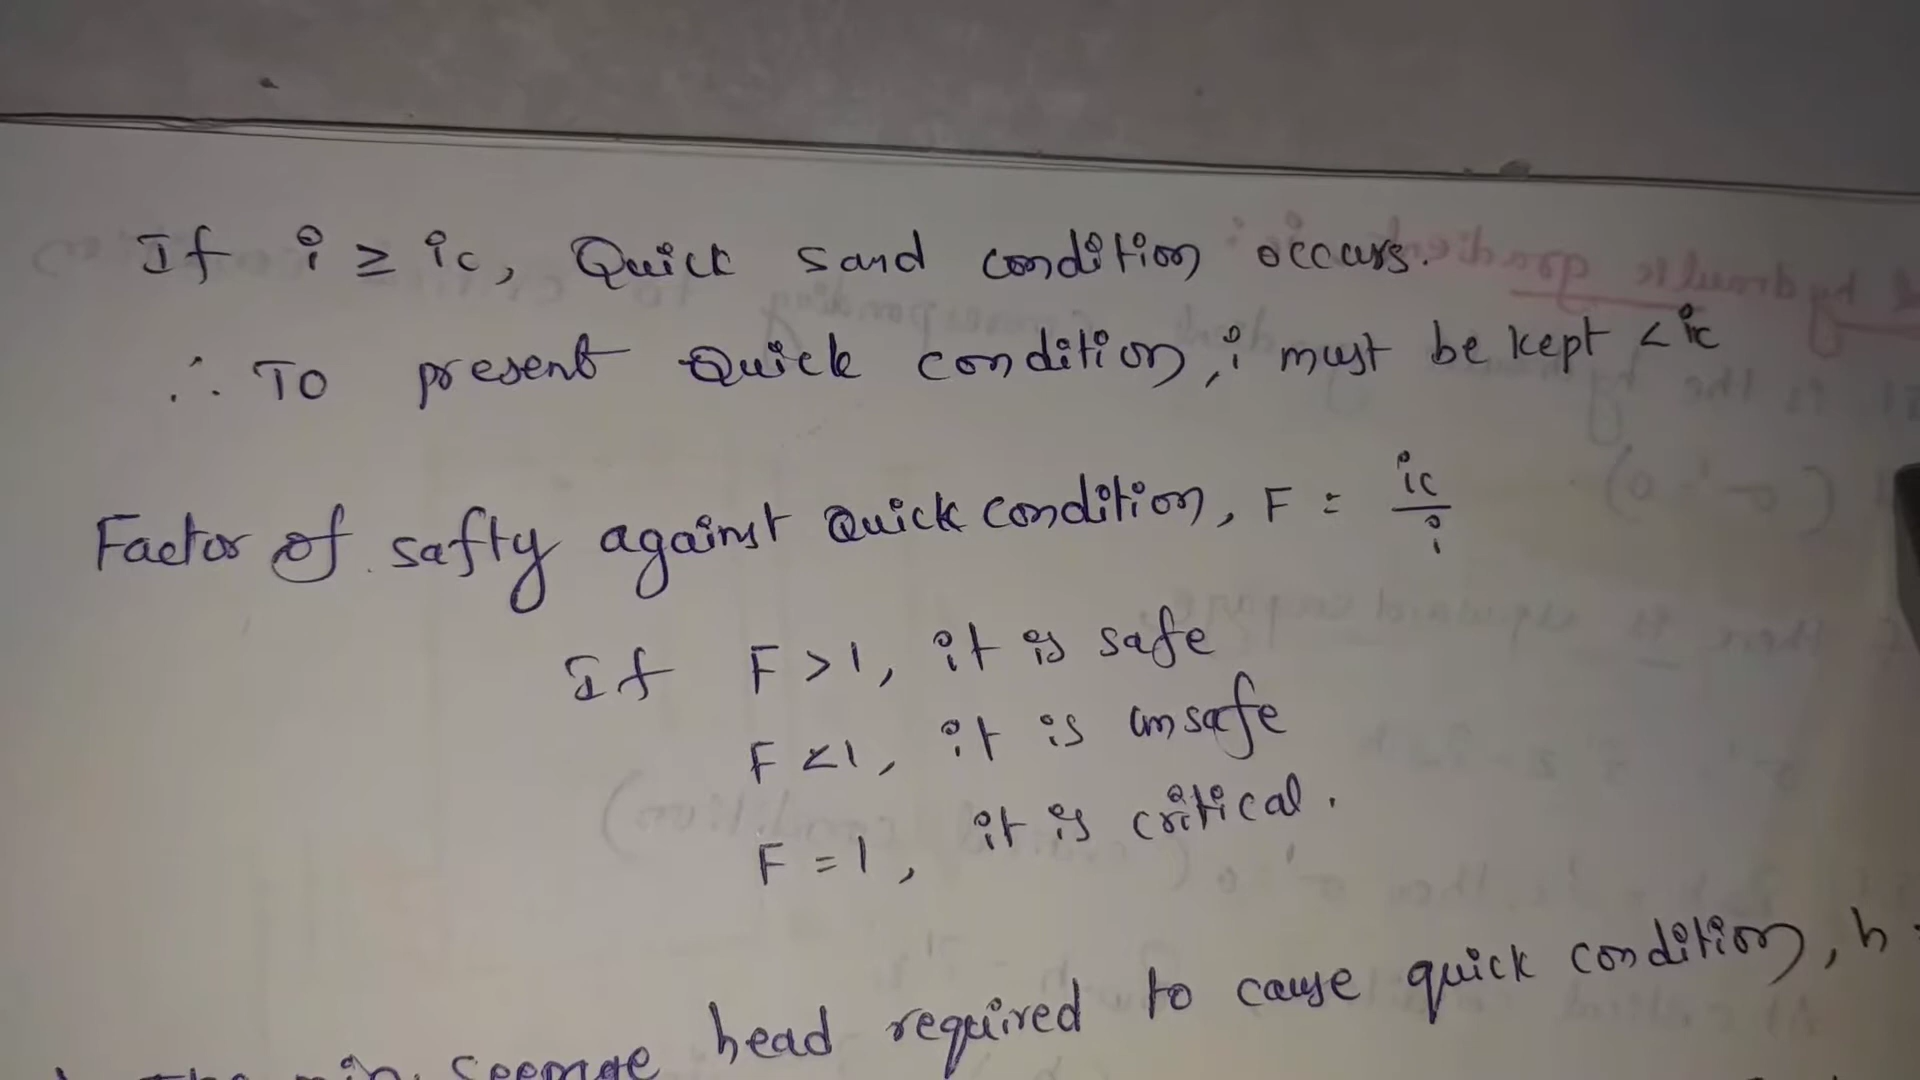 If i ≥ ic, Quick sand condition occurs.
∴ To present Quick condition, i must be kept < ic
Factor of safty against Quick condition, F = ic/i
If F > 1, it is safe
F < 1, it is unsafe
F = 1, it is critical.
head required to cause quick condition, h